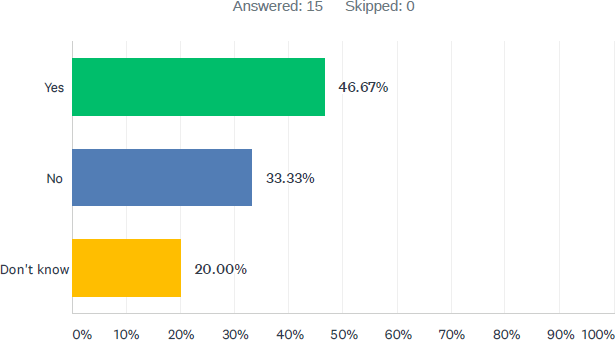 Answered: 15 Skipped: 0
Yes 46.67%
No 33.33%
Don't know 20.00%
0% 10% 20% 30% 40% 50% 60% 70% 80% 90% 100%